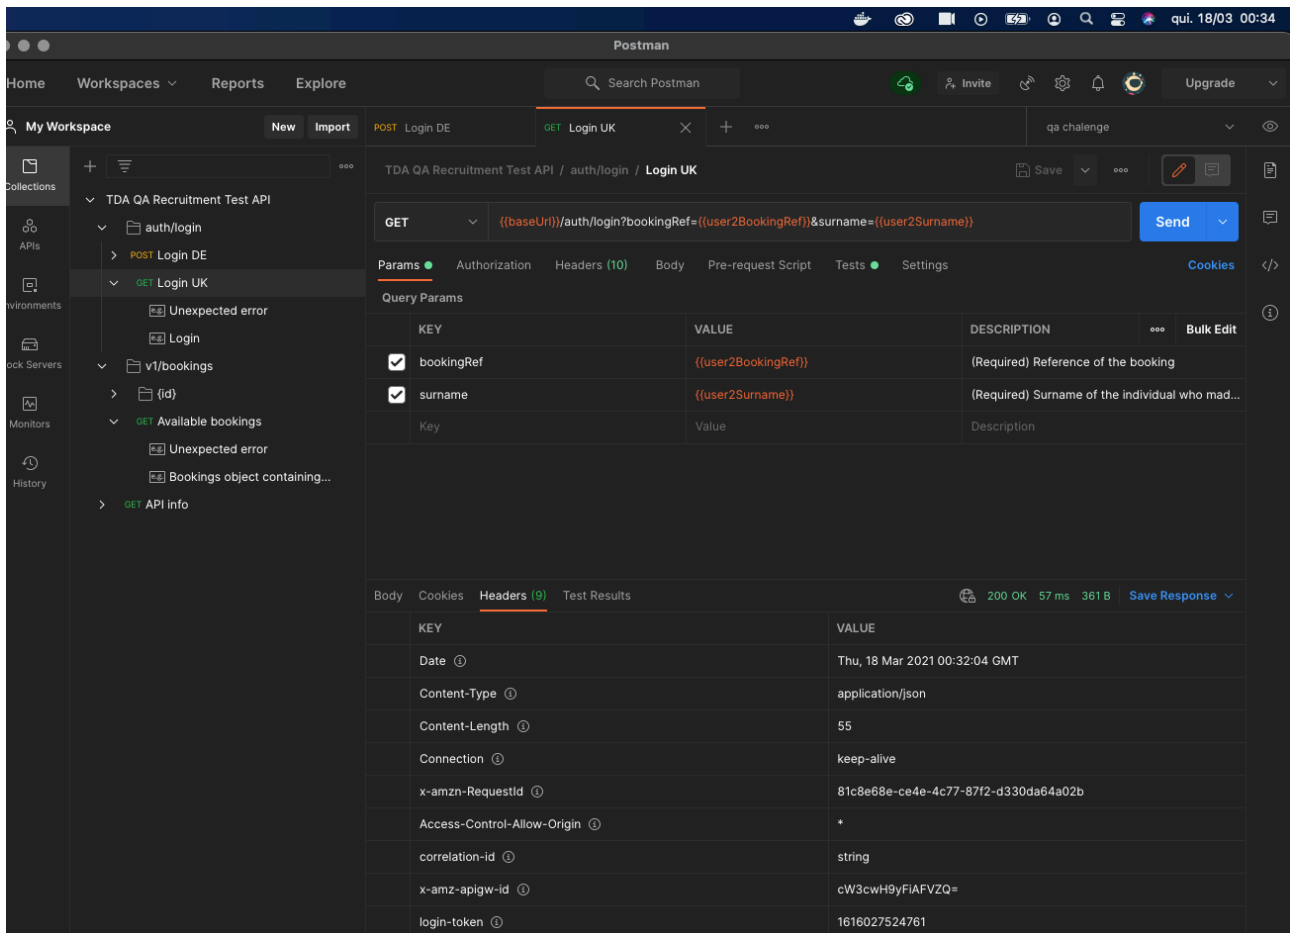 qui. 18/03 00:34
Postman
Home Workspaces Reports Explore Search Postman Invite Upgrade
My Workspace New Import POST Login DE GET Login UK qa chalenge
TDA QA Recruitment Test API / auth/login / Login UK Save
Collections
TDA QA Recruitment Test API
auth/login
GET {{baseUrl}}/auth/login?bookingRef={{user2BookingRef}}&surname={{user2Surname}} Send
APIs
POST Login DE
Params Authorization Headers (10) Body Pre-request Script Tests Settings Cookies
GET Login UK
Query Params
nvironments
e.g. Unexpected error
KEY VALUE DESCRIPTION Bulk Edit
e.g. Login
ock Servers
v1/bookings
bookingRef {{user2BookingRef}} (Required) Reference of the booking
{id}
surname {{user2Surname}} (Required) Surname of the individual who mad...
Monitors
GET Available bookings
Key Value Description
e.g. Unexpected error
History
e.g. Bookings object containing...
GET API info
Body Cookies Headers (9) Test Results 200 OK 57 ms 361 B Save Response
KEY VALUE
Date Thu, 18 Mar 2021 00:32:04 GMT
Content-Type application/json
Content-Length 55
Connection keep-alive
x-amzn-RequestId 81c8e68e-ce4e-4c77-87f2-d330da64a02b
Access-Control-Allow-Origin *
correlation-id string
x-amz-apigw-id cW3cwH9yFiAFVZQ=
login-token 1616027524761